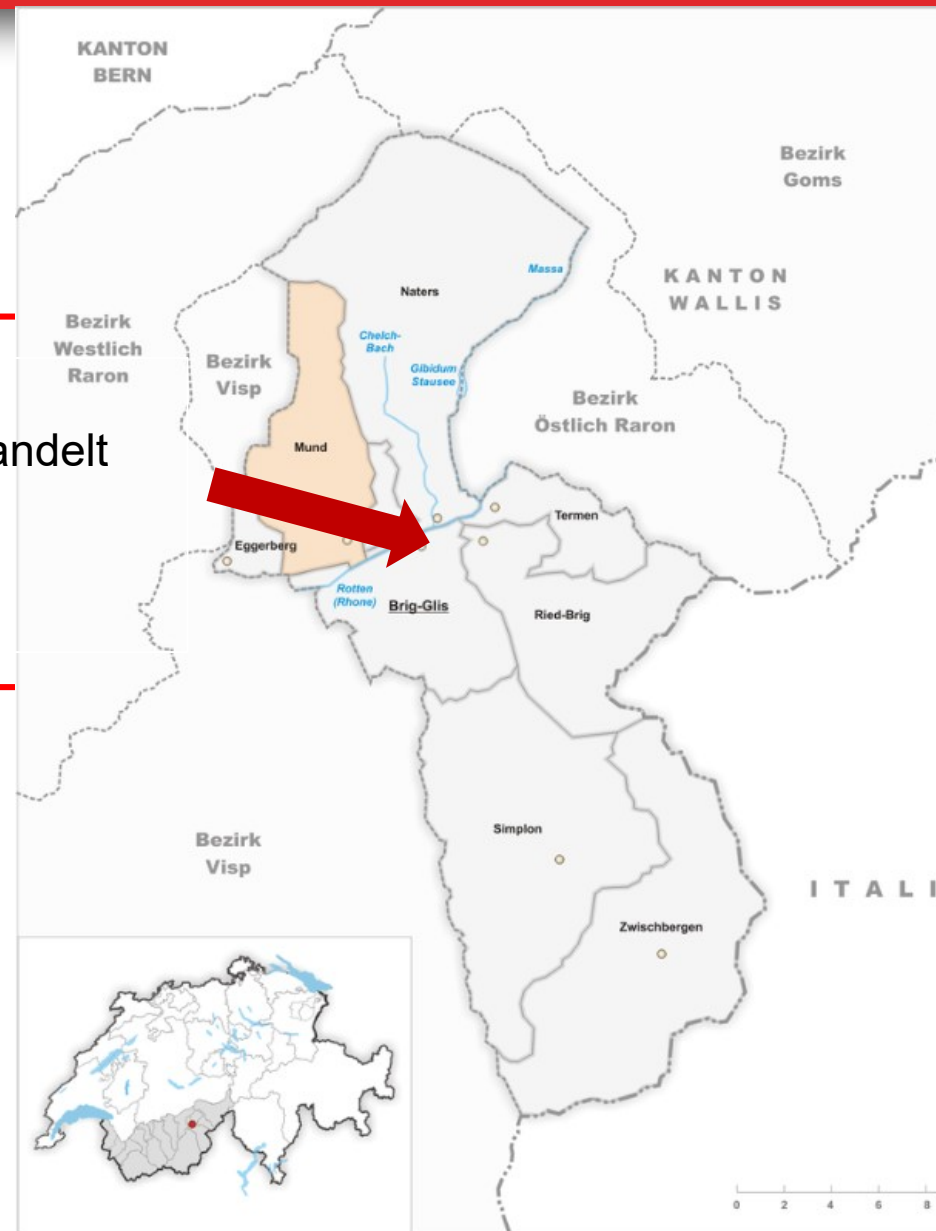 KANTON
BERN
Bezirk
Goms
Massa
Naters
KANTON
WALLIS
Bezirk
Westlich
Raron
Chelch-
Bach
Bezirk
Visp
Gibidum
Stausee
Bezirk
Östlich Raron
andelt
Mund
Termen
Eggerberg
Rotten
(Rhone)
Brig-Glis
Ried-Brig
Simplon
Bezirk
Visp
ITALI
Zwischbergen
0 2 4 6 8